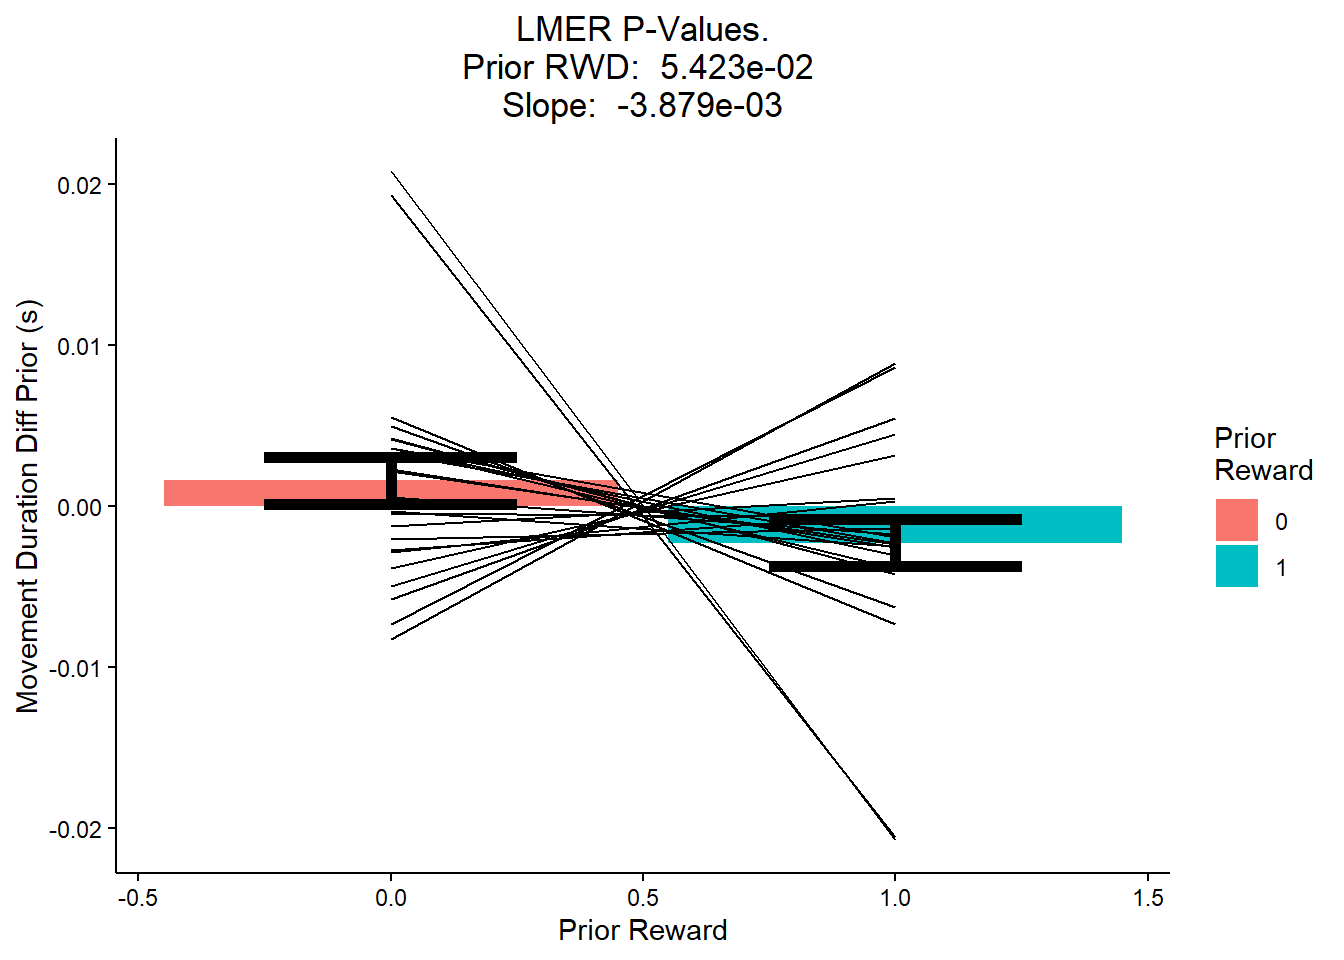 LMER P-Values.
Prior RWD:  5.423e-02
Slope:  -3.879e-03
Movement Duration Diff Prior (s)
0.02
0.01
0.00
-0.01
-0.02
-0.5
0.0
0.5
1.0
1.5
Prior Reward
Prior
Reward
0
1